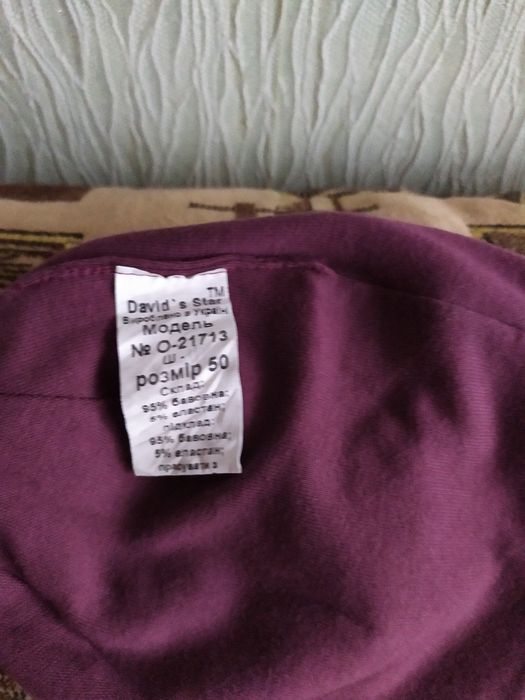 TM
David`s Star
Вироблено в Україні
Модель
№ О-21713
Ш -
розмір 50
Склад:
95% бавовна;
5% еластан;
підклад:
95% бавовна;
5% еластан;
прасувати з